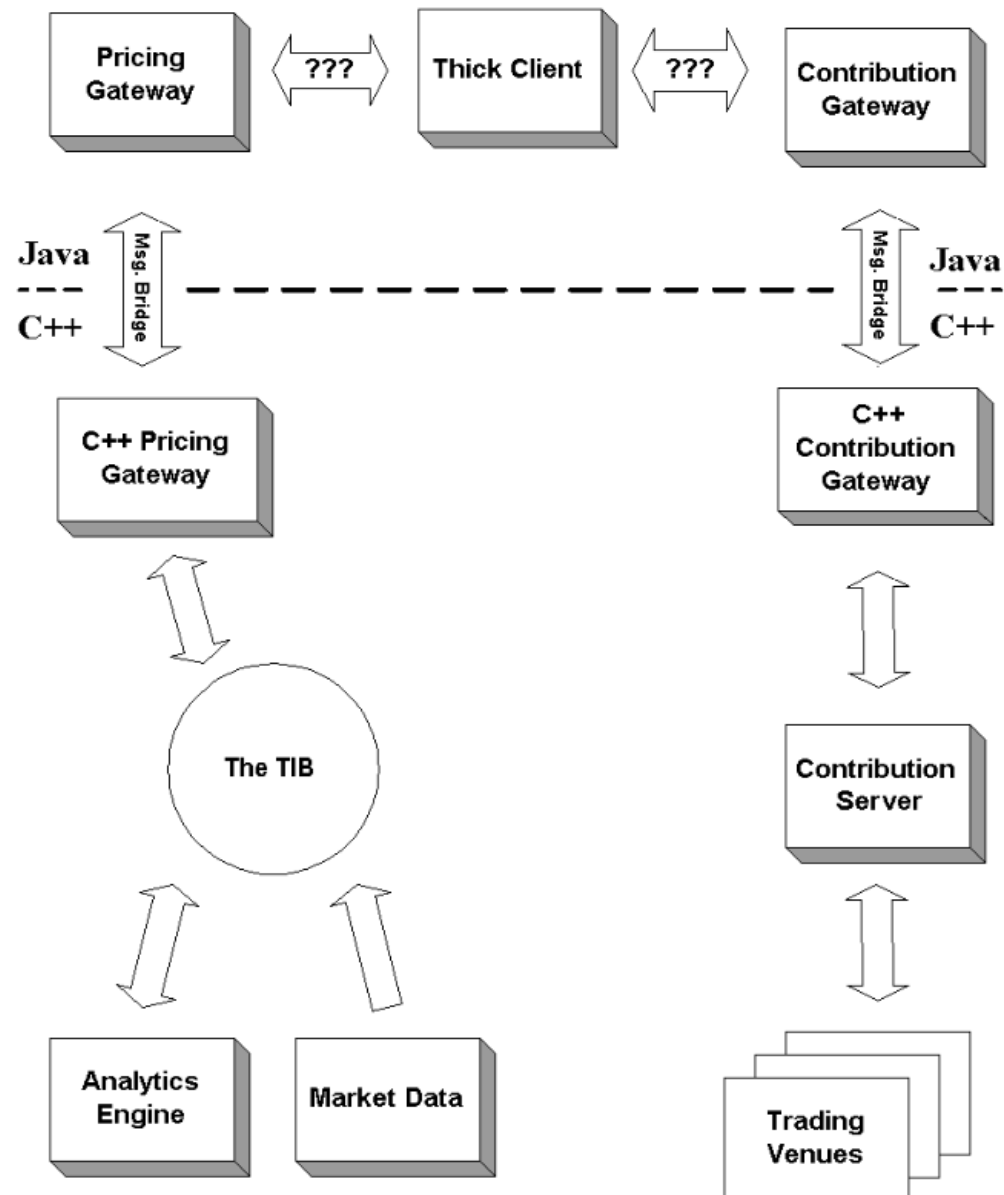 Pricing
Gateway
???
Thick Client
???
Contribution
Gateway
Java
C++
Msg. Bridge
Msg. Bridge
Java
C++
C++ Pricing
Gateway
C++
Contribution
Gateway
The TIB
Contribution
Server
Analytics
Engine
Market Data
Trading
Venues